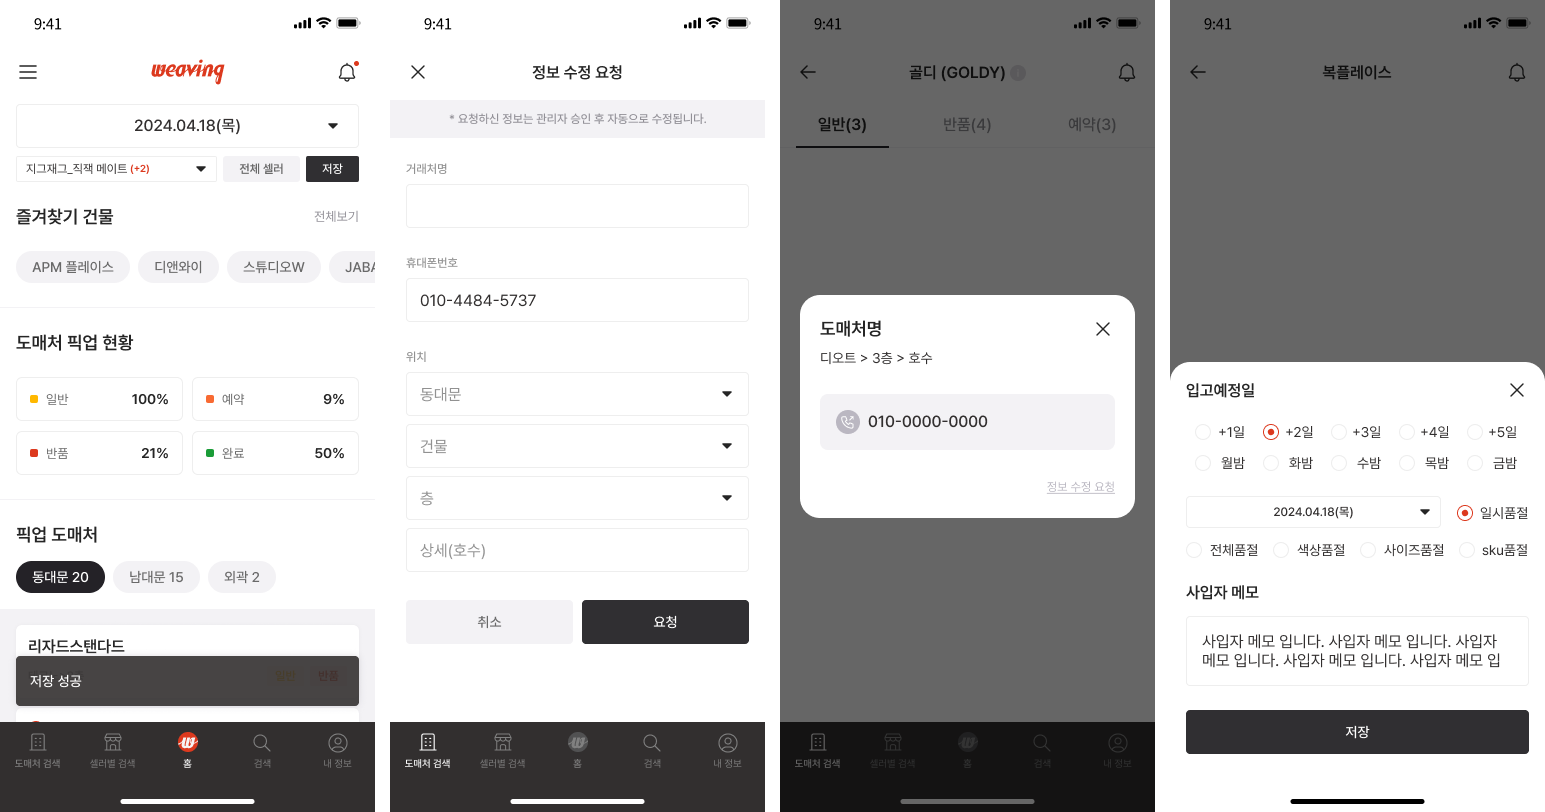 9:41
weaving
2024.04.18(목)
지그재그_직잭 메이트 (+2)
전체 셀러
저장
즐겨찾기 건물
전체보기
APM 플레이스
디앤와이
스튜디오W
JABA
도매처 픽업 현황
일반 100%
예약 9%
반품 21%
완료 50%
픽업 도매처
동대문 20
남대문 15
외곽 2
리자드스탠다드
일반
반품
저장 성공
도매처 검색
셀러별 검색
홈
검색
내 정보
9:41
정보 수정 요청
* 요청하신 정보는 관리자 승인 후 자동으로 수정됩니다.
거래처명
휴대폰번호
010-4484-5737
위치
동대문
건물
층
상세(호수)
취소
요청
도매처 검색
셀러별 검색
홈
검색
내 정보
9:41
골디 (GOLDY)
일반(3)
반품(4)
예약(3)
도매처명
디오트 > 3층 > 호수
010-0000-0000
정보 수정 요청
도매처 검색
셀러별 검색
홈
검색
내 정보
9:41
복플레이스
입고예정일
+1일
+2일
+3일
+4일
+5일
월밤
화밤
수밤
목밤
금밤
2024.04.18(목)
일시품절
전체품절
색상품절
사이즈품절
sku품절
사입자 메모
사입자 메모 입니다. 사입자 메모 입니다. 사입자
메모 입니다. 사입자 메모 입니다. 사입자 메모 입
저장